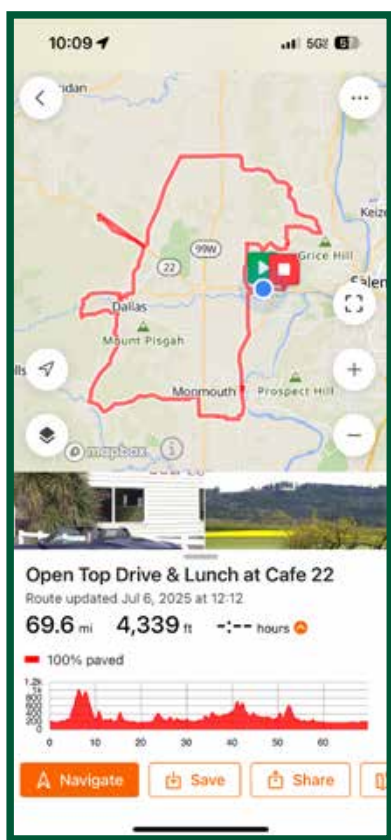 10:09
5G
idan
99W
22
Keize
Grice Hill
Salem
Dallas
Mount Pisgah
lls
Monmouth
Prospect Hill
mapbox
Open Top Drive & Lunch at Cafe 22
Route updated Jul 6, 2025 at 12:12
69.6 mi 4,339 ft -:-- hours
100% paved
1.2k
1k
800
600
400
200
0
0 10 20 30 40 50 60
Navigate Save Share